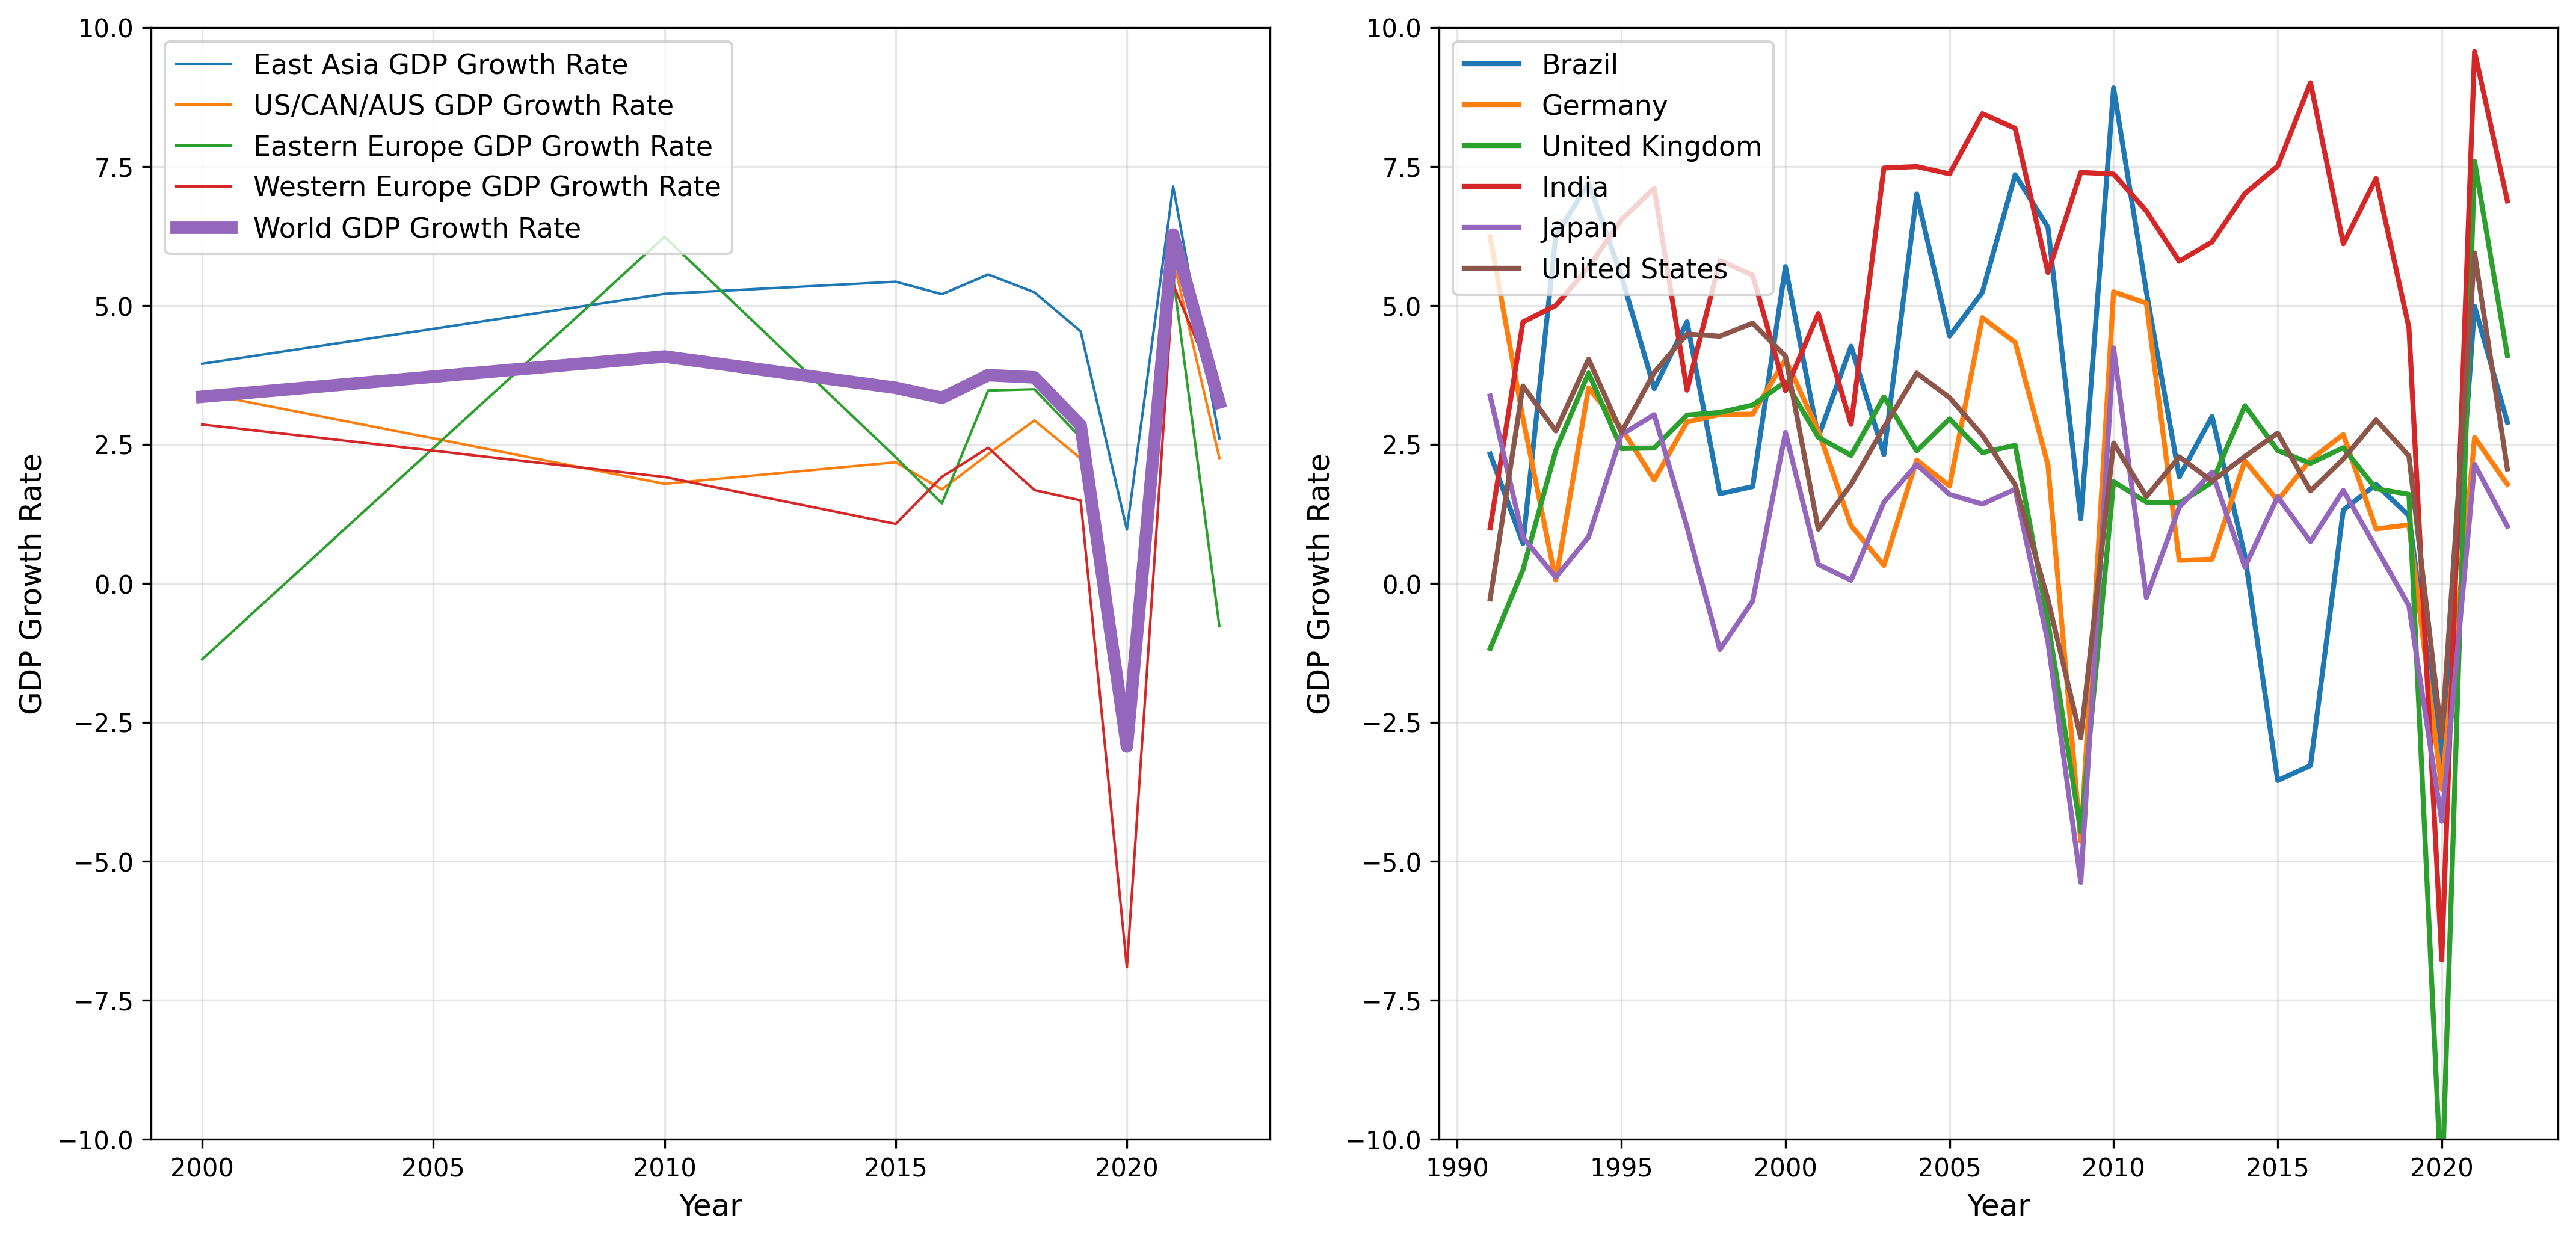 10.0
7.5
5.0
2.5
0.0
−2.5
−5.0
−7.5
−10.0
GDP Growth Rate
East Asia GDP Growth Rate
US/CAN/AUS GDP Growth Rate
Eastern Europe GDP Growth Rate
Western Europe GDP Growth Rate
World GDP Growth Rate
2000
2005
2010
2015
2020
Year
10.0
7.5
5.0
2.5
0.0
−2.5
−5.0
−7.5
−10.0
GDP Growth Rate
Brazil
Germany
United Kingdom
India
Japan
United States
1990
1995
2000
2005
2010
2015
2020
Year